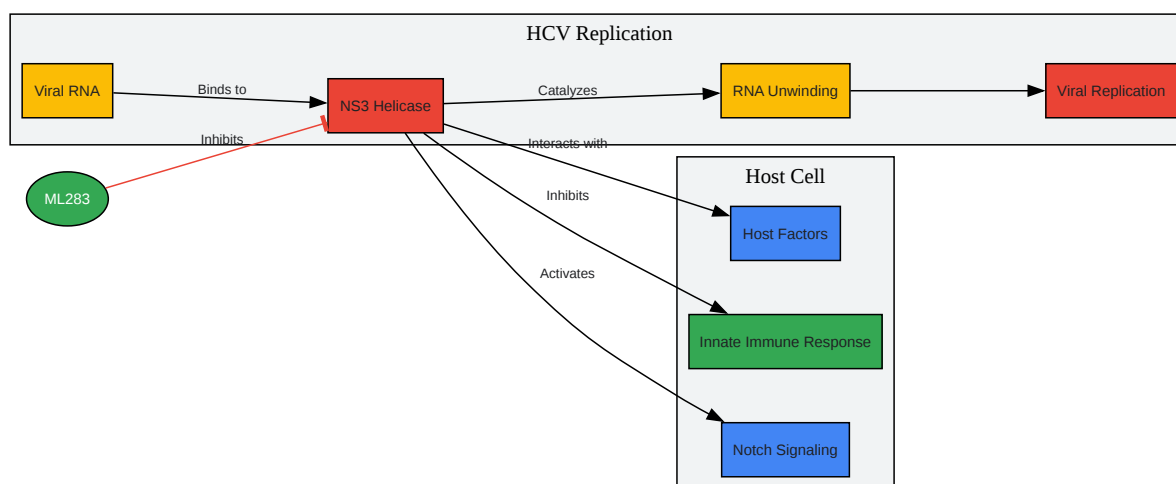 HCV Replication
Viral RNA
Binds to
NS3 Helicase
Catalyzes
RNA Unwinding
Viral Replication
Inhibits
Interacts with
ML283
Host Cell
Inhibits
Host Factors
Activates
Innate Immune Response
Notch Signaling